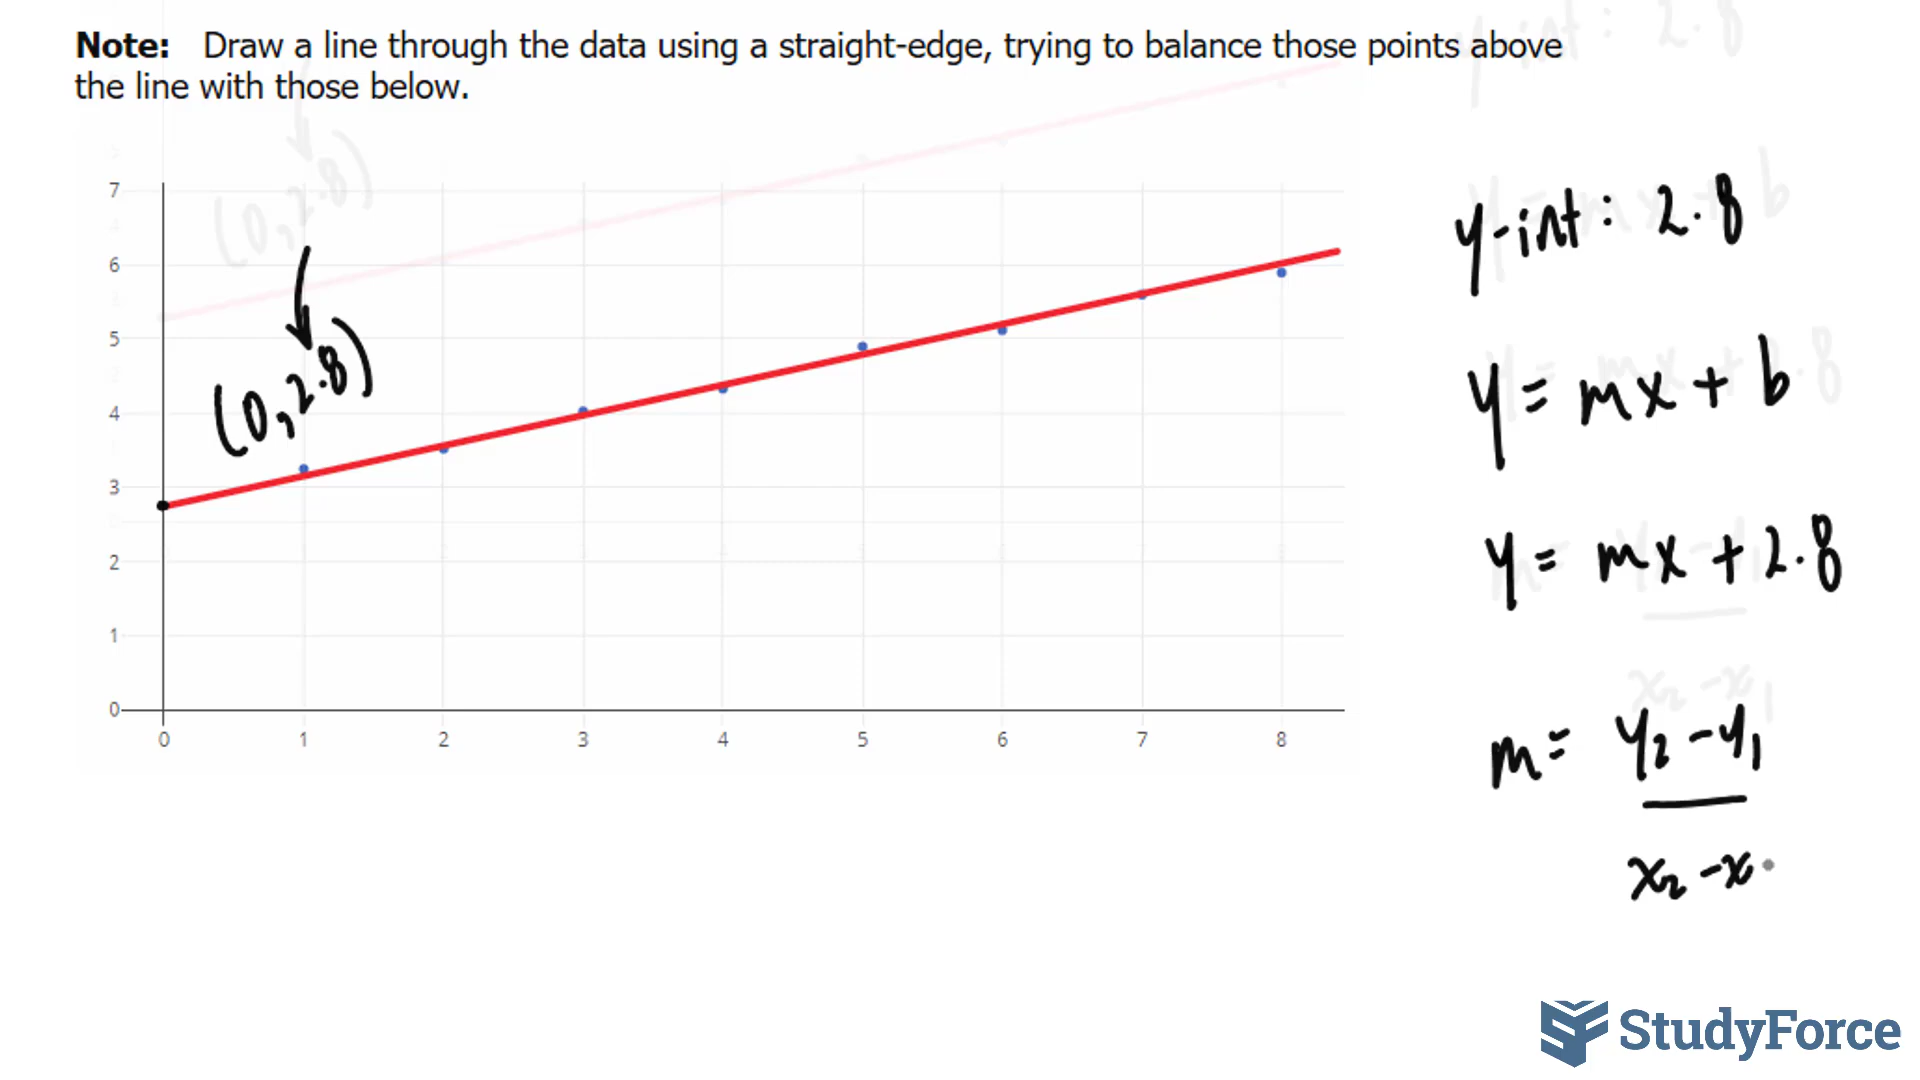 Note: Draw a line through the data using a straight-edge, trying to balance those points above
the line with those below.
7
6
5
4
3
2
1
0
0 1 2 3 4 5 6 7 8
(0, 2.8)
y-int: 2.8
y = mx + b
y = mx + 2.8
m = y₂ - y₁
x₂ - x
StudyForce